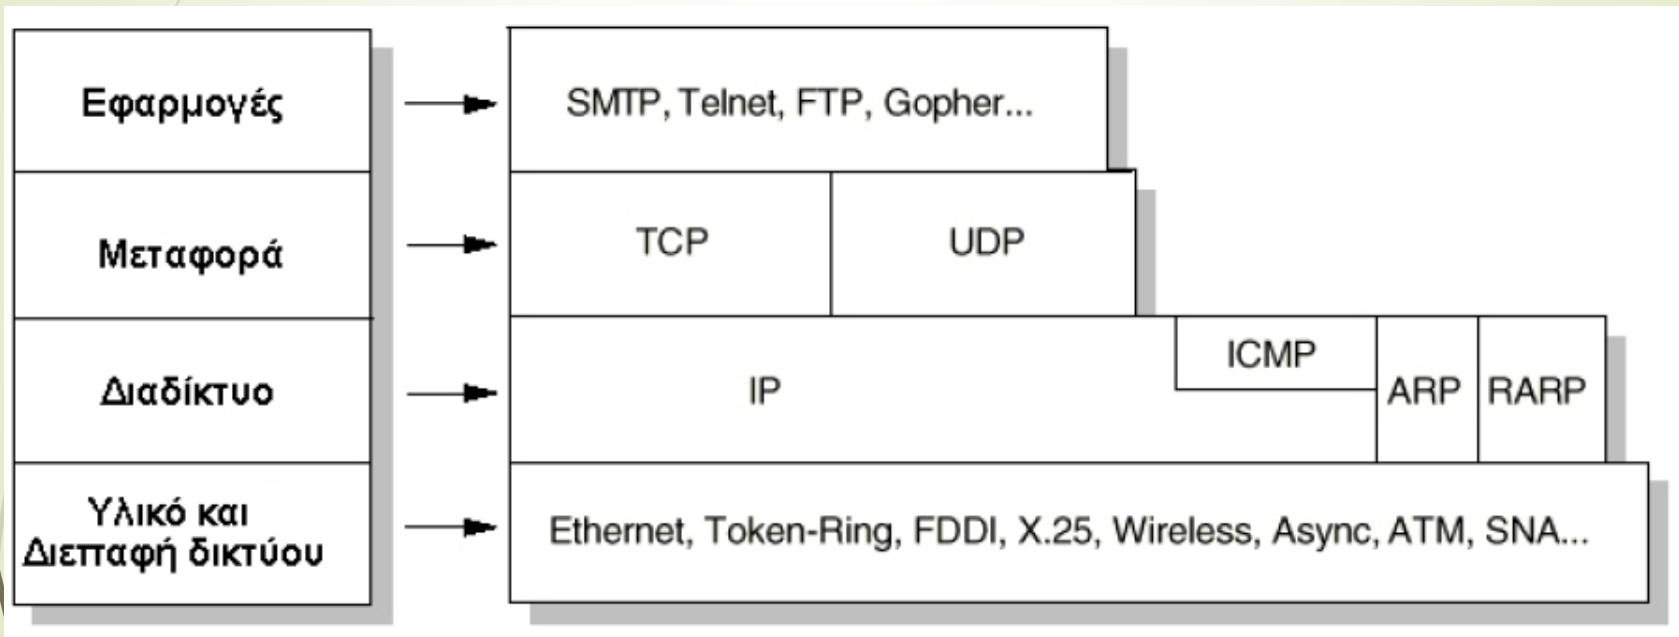 Εφαρμογές
SMTP, Telnet, FTP, Gopher...
Μεταφορά
TCP
UDP
Διαδίκτυο
IP
ICMP
ARP
RARP
Υλικό και
Διεπαφή δικτύου
Ethernet, Token-Ring, FDDI, X.25, Wireless, Async, ATM, SNA...